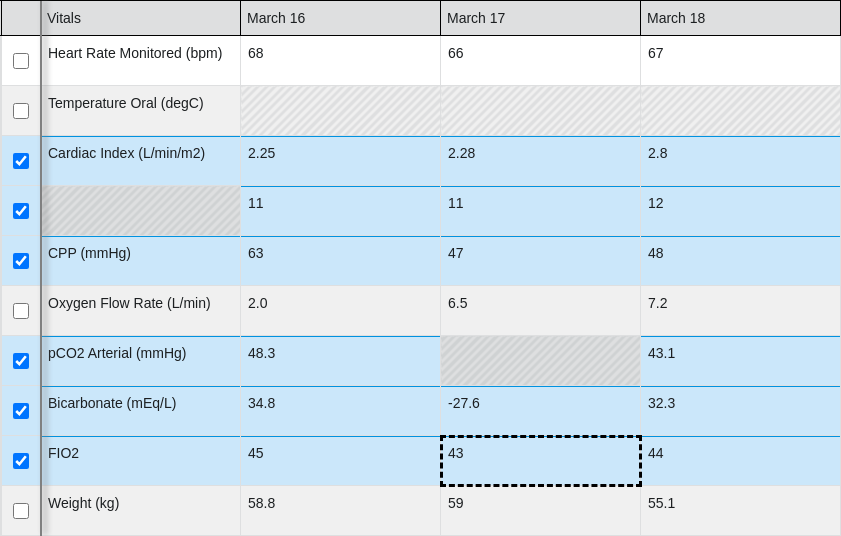 Vitals March 16 March 17 March 18
Heart Rate Monitored (bpm) 68 66 67
Temperature Oral (degC)
Cardiac Index (L/min/m2) 2.25 2.28 2.8
11 11 12
CPP (mmHg) 63 47 48
Oxygen Flow Rate (L/min) 2.0 6.5 7.2
pCO2 Arterial (mmHg) 48.3 43.1
Bicarbonate (mEq/L) 34.8 -27.6 32.3
FIO2 45 43 44
Weight (kg) 58.8 59 55.1